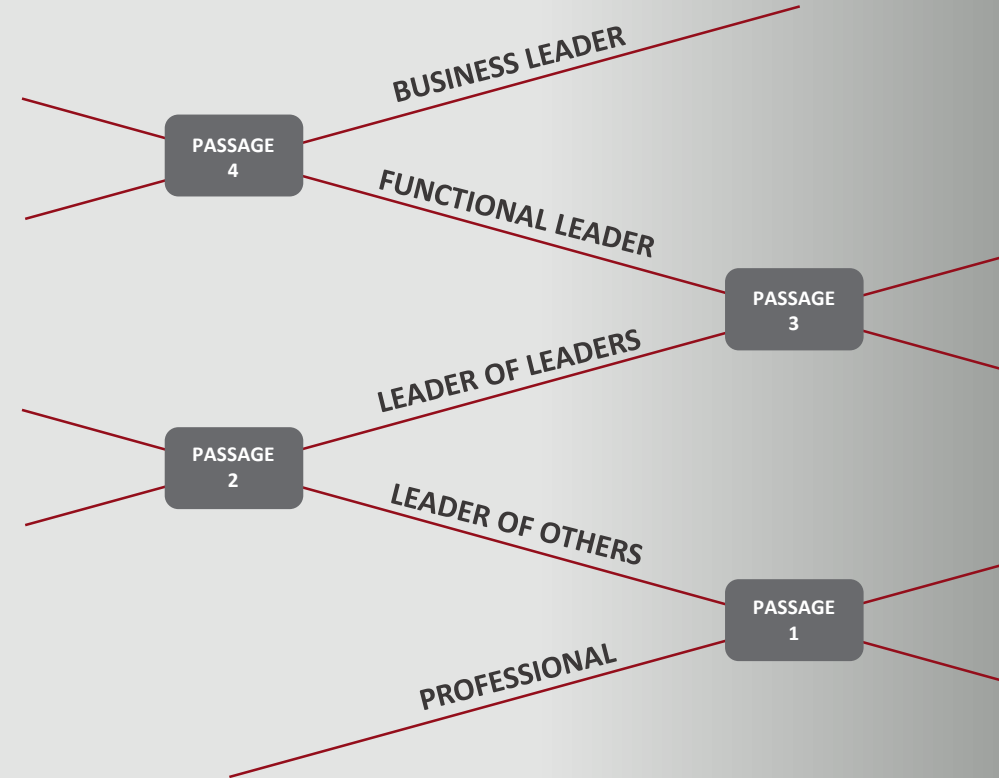 BUSINESS LEADER
PASSAGE
4
FUNCTIONAL LEADER
PASSAGE
3
LEADER OF LEADERS
PASSAGE
2
LEADER OF OTHERS
PASSAGE
1
PROFESSIONAL